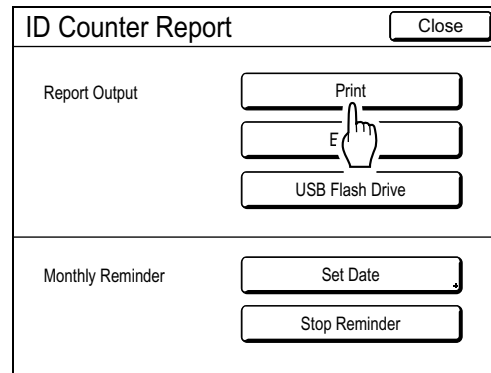 ID Counter Report
Close
Report Output
Print
USB Flash Drive
Monthly Reminder
Set Date
Stop Reminder